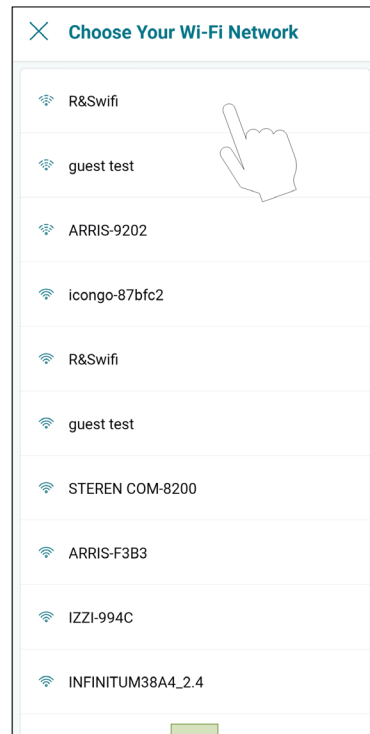 Choose Your Wi-Fi Network
R&Swifi
guest test
ARRIS-9202
icongo-87bfc2
R&Swifi
guest test
STEREN COM-8200
ARRIS-F3B3
IZZI-994C
INFINITUM38A4_2.4